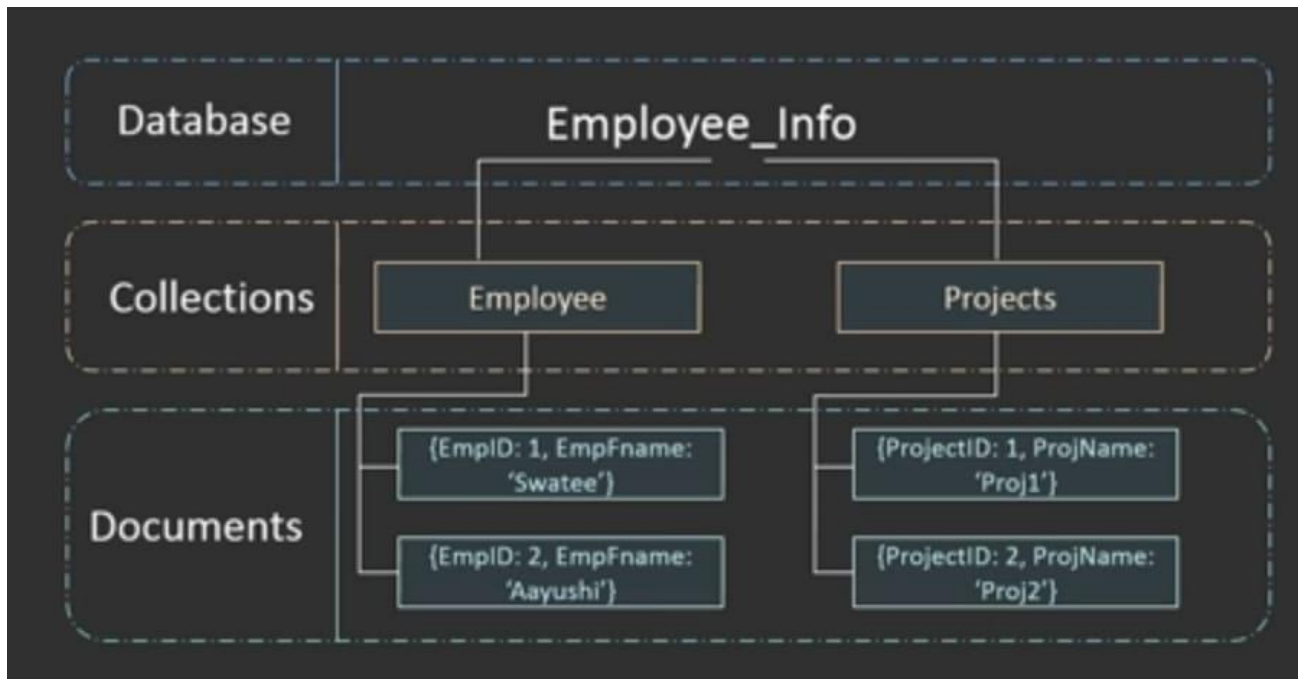 Database
Employee_Info
Collections
Employee
Projects
Documents
{EmpID: 1, EmpFname:
‘Swatee’}
{ProjectID: 1, ProjName:
‘Proj1’}
{EmpID: 2, EmpFname:
‘Aayushi’}
{ProjectID: 2, ProjName:
‘Proj2’}